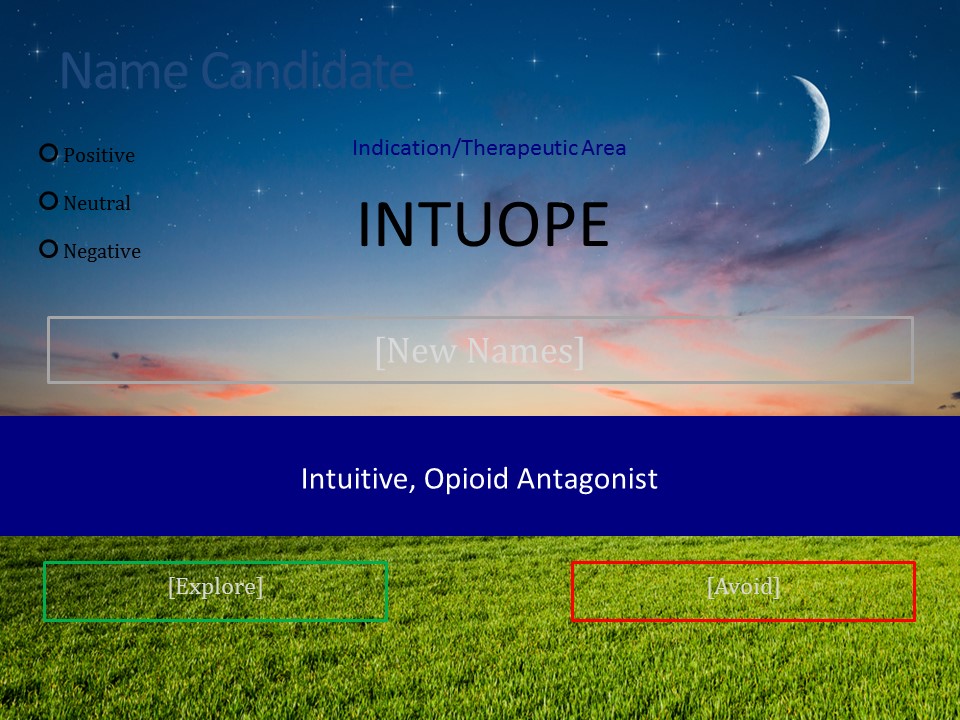 Name Candidate
Indication/Therapeutic Area
Positive
Neutral
Negative
INTUOPE
[New Names]
Intuitive, Opioid Antagonist
[Explore]
[Avoid]